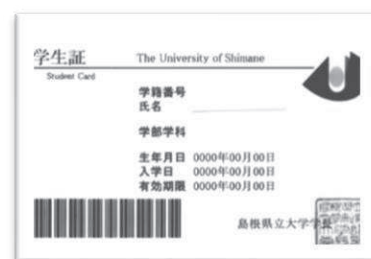 学生証
The University of Shimane
Student Card
学籍番号
氏名
学部学科
生年月日 0000年00月00日
入学日 0000年00月00日
有効期限 0000年00月00日
島根県立大学学長